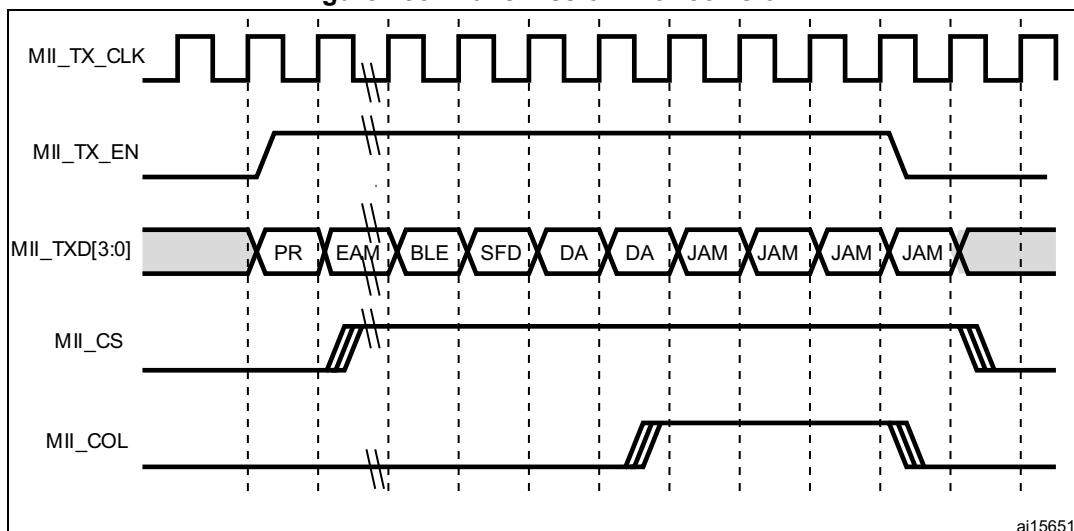 MII_TX_CLK
MII_TX_EN
MII_TXD[3:0] PR EAM BLE SFD DA DA JAM JAM JAM JAM
MII_CS
MII_COL
ai15651